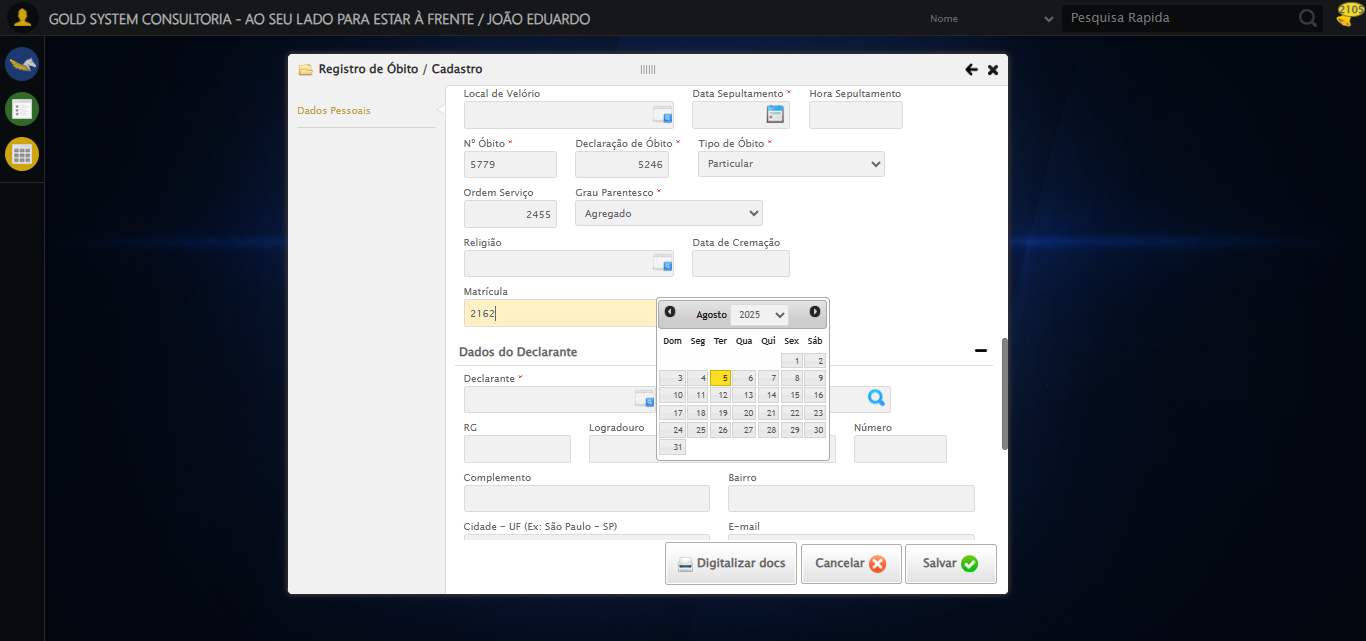 GOLD SYSTEM CONSULTORIA - AO SEU LADO PARA ESTAR À FRENTE / JOÃO EDUARDO
Nome
Pesquisa Rapida
2105
Registro de Óbito / Cadastro
Dados Pessoais
Local de Velório
Data Sepultamento *
Hora Sepultamento
Nº Óbito *
Declaração de Óbito *
Tipo de Óbito *
5779
5246
Particular
Ordem Serviço
Grau Parentesco *
2455
Agregado
Religião
Data de Cremação
Matrícula
2162
Agosto 2025
Dom Seg Ter Qua Qui Sex Sáb
1 2
3 4 5 6 7 8 9
10 11 12 13 14 15 16
17 18 19 20 21 22 23
24 25 26 27 28 29 30
31
Dados do Declarante
Declarante *
RG
Logradouro
Número
Complemento
Bairro
Cidade - UF (Ex: São Paulo - SP)
E-mail
Digitalizar docs
Cancelar
Salvar